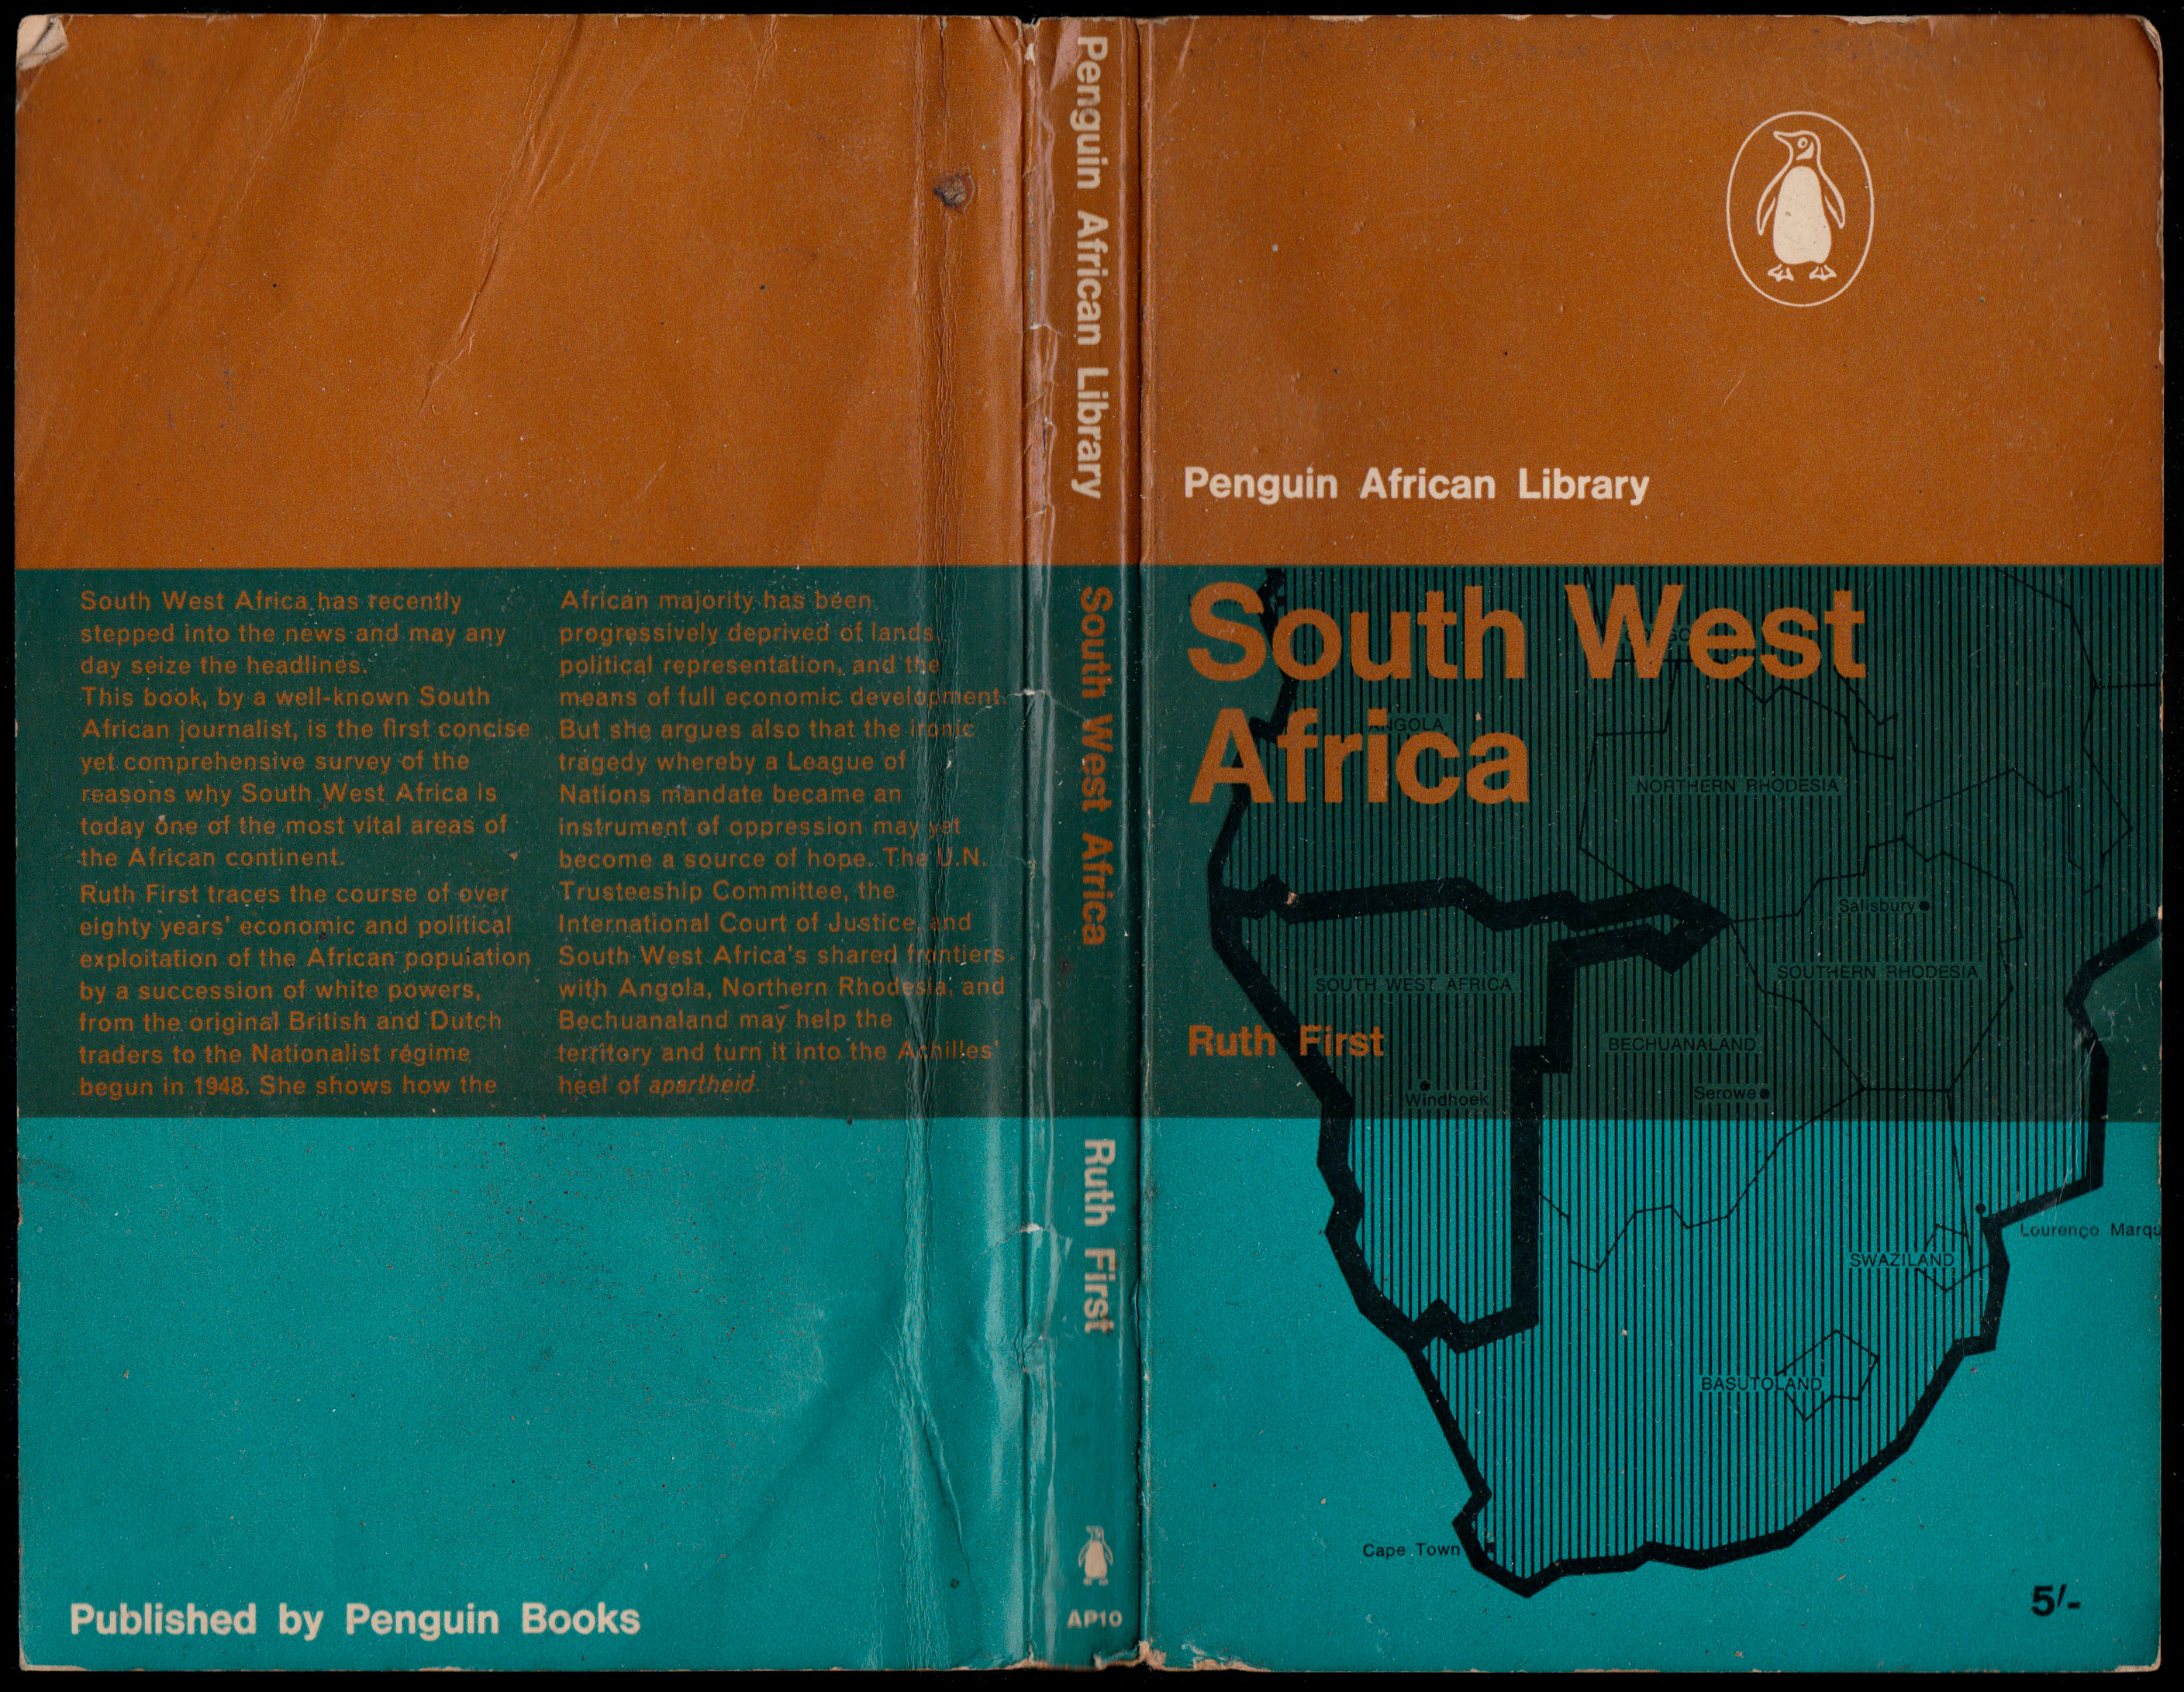 South West Africa has recently
stepped into the news and may any
day seize the headlines.
This book, by a well-known South
African journalist, is the first concise
yet comprehensive survey of the
reasons why South West Africa is
today one of the most vital areas of
the African continent.
Ruth First traces the course of over
eighty years' economic and political
exploitation of the African population
by a succession of white powers,
from the original British and Dutch
traders to the Nationalist régime
begun in 1948. She shows how the
African majority has been
progressively deprived of lands,
political representation, and the
means of full economic development.
But she argues also that the ironic
tragedy whereby a League of
Nations mandate became an
instrument of oppression may yet
become a source of hope. The U.N.
Trusteeship Committee, the
International Court of Justice, and
South West Africa's shared frontiers
with Angola, Northern Rhodesia, and
Bechuanaland may help the
territory and turn it into the Achilles'
heel of apartheid.
Published by Penguin Books
Penguin African Library
South West Africa
Ruth First
AP10
Penguin African Library
South West
Africa
Ruth First
ANGOLA
NORTHERN RHODESIA
Salisbury
SOUTHERN RHODESIA
SOUTH WEST AFRICA
BECHUANALAND
Serowe
Windhoek
Lourenço Marqu
SWAZILAND
BASUTOLAND
Cape Town
5/-